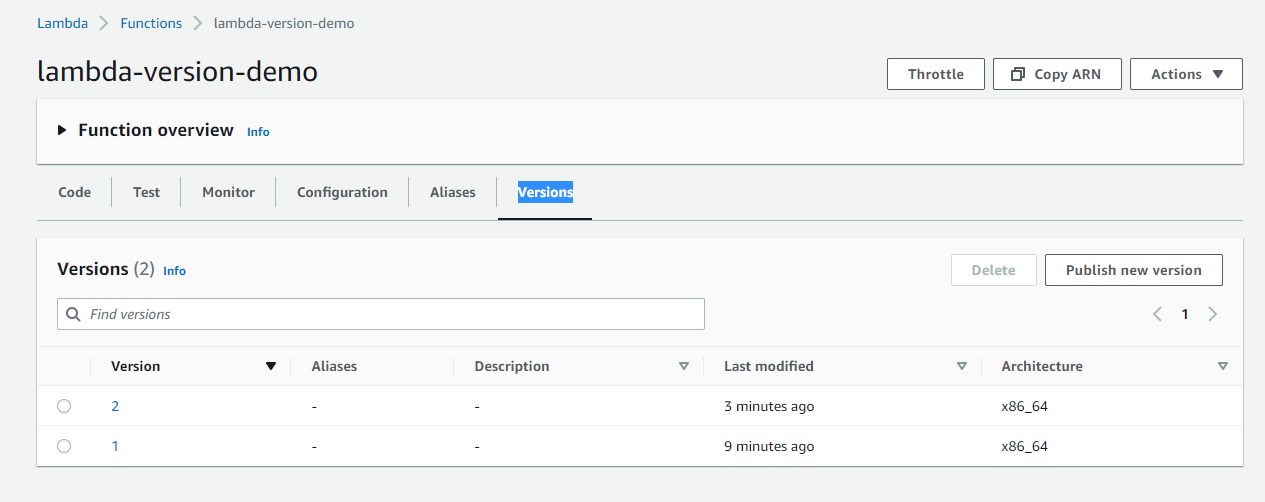 Lambda > Functions > lambda-version-demo
lambda-version-demo
Throttle Copy ARN Actions
Function overview Info
Code Test Monitor Configuration Aliases Versions
Versions (2) Info Delete Publish new version
Find versions < 1 >
Version Aliases Description Last modified Architecture
2 - - 3 minutes ago x86_64
1 - - 9 minutes ago x86_64